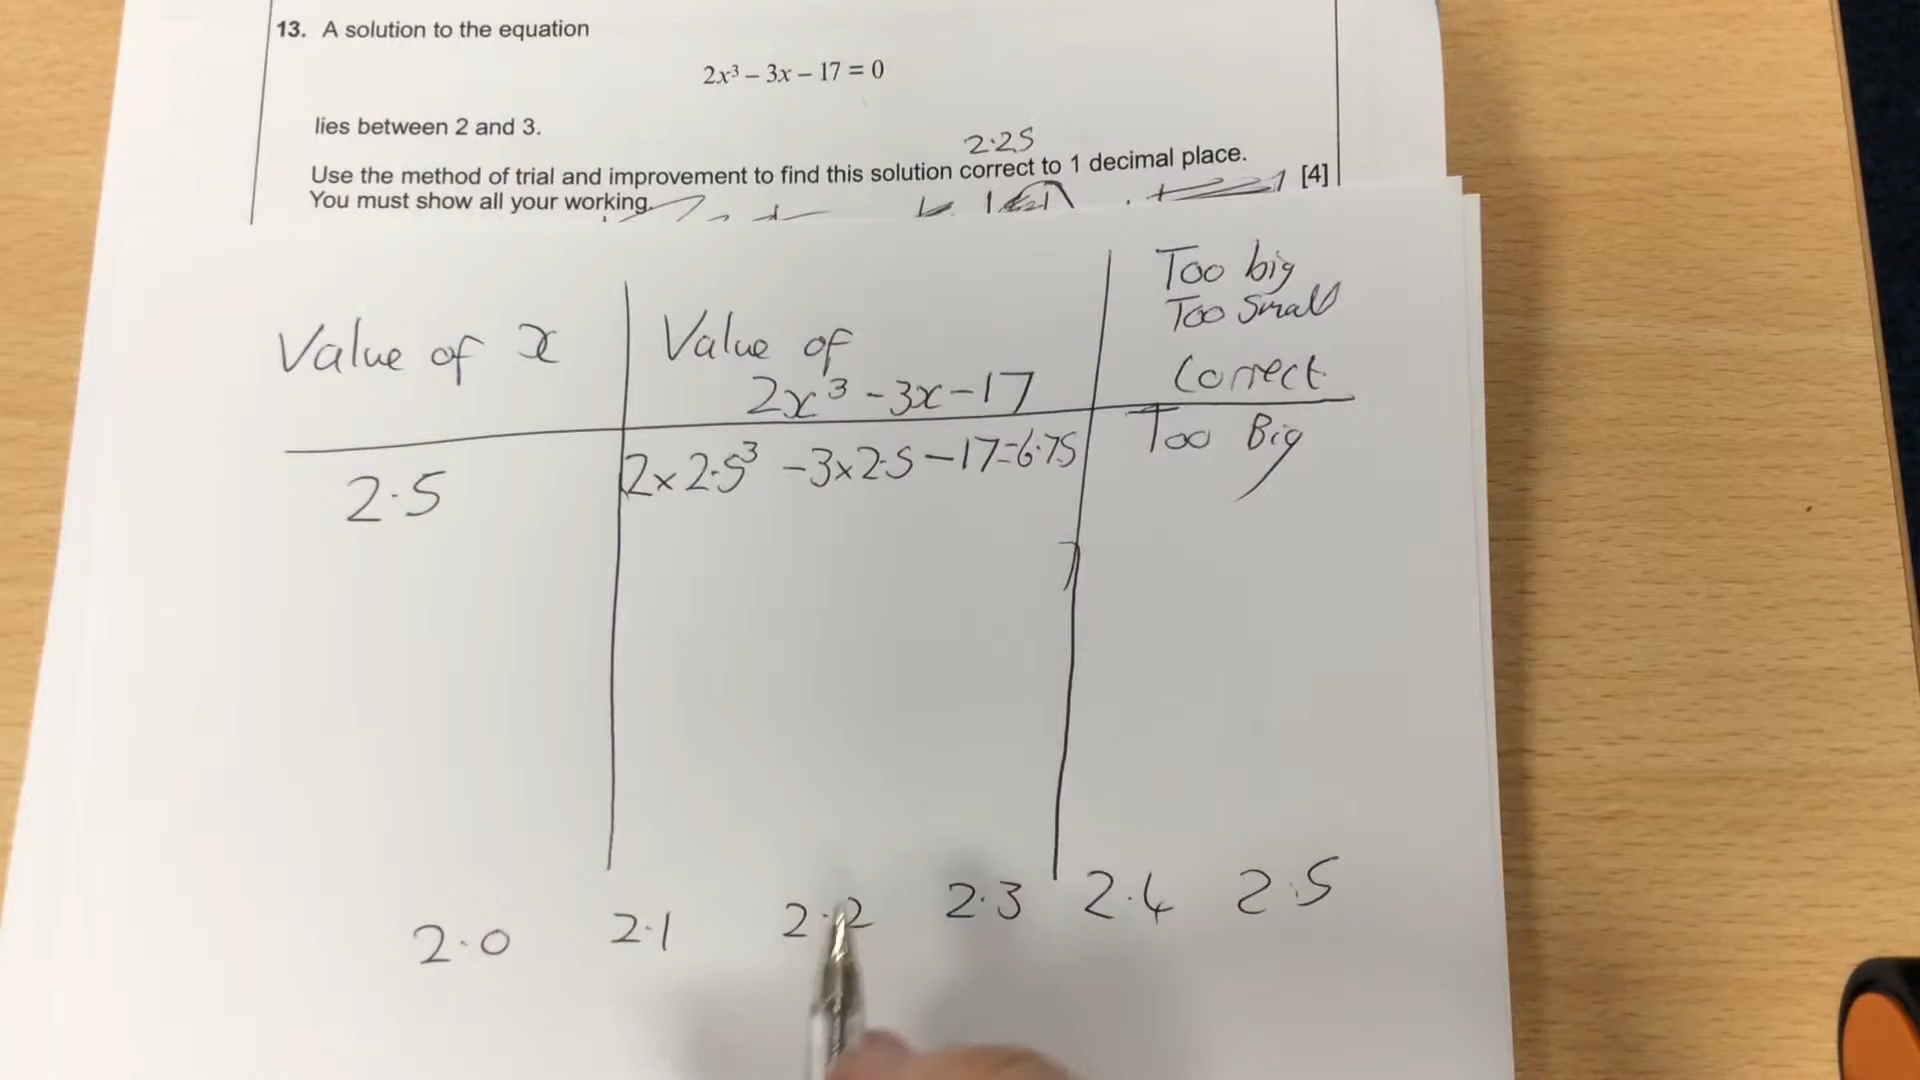 13. A solution to the equation
2x³ – 3x – 17 = 0
lies between 2 and 3.
2.25
Use the method of trial and improvement to find this solution correct to 1 decimal place. [4]
You must show all your working.
Value of x
Value of
2x³ - 3x - 17
Too big
Too Small
Correct.
2.5
2 x 2.5³ - 3 x 2.5 - 17 = 6.75
Too Big
2.0 2.1 2.2 2.3 2.4 2.5